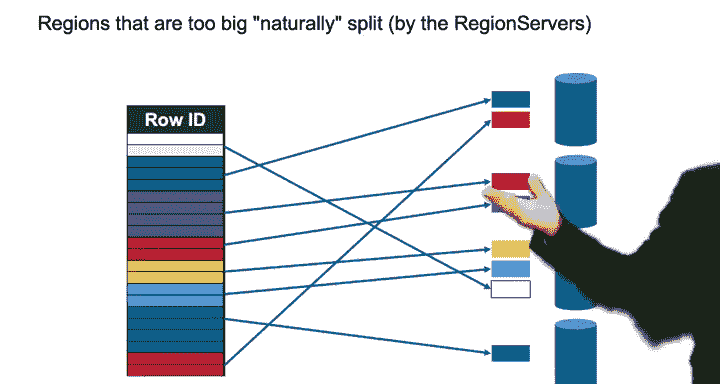 Regions that are too big "naturally" split (by the RegionServers)
Row ID